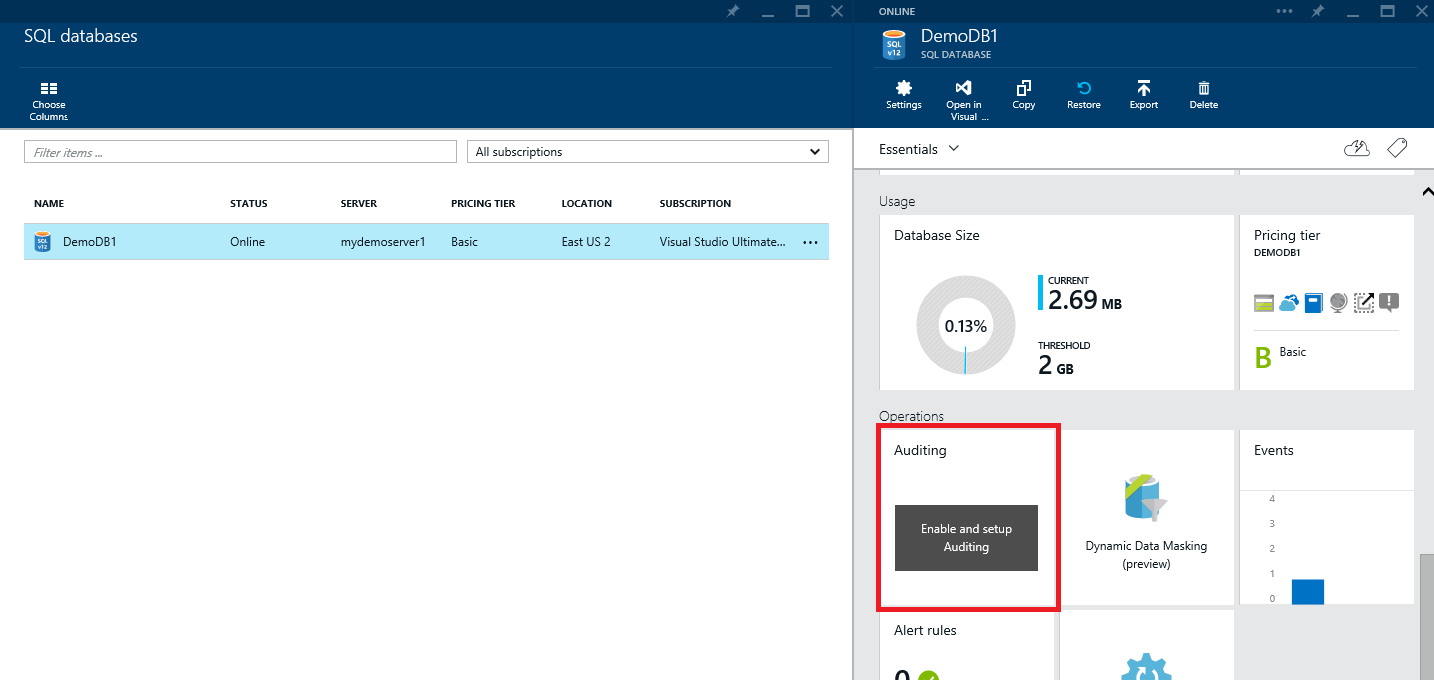 SQL databases
Choose
Columns
Filter items ...
All subscriptions
NAME STATUS SERVER PRICING TIER LOCATION SUBSCRIPTION
SQL
v12
DemoDB1 Online mydemoserver1 Basic East US 2 Visual Studio Ultimate... ...
ONLINE
...
SQL
v12
DemoDB1
SQL DATABASE
Settings
Open in
Visual ...
Copy
Restore
Export
Delete
Essentials
Usage
Database Size
0.13%
CURRENT
2.69 MB
THRESHOLD
2 GB
Pricing tier
DEMODB1
B Basic
Operations
Auditing
Enable and setup
Auditing
Dynamic Data Masking
(preview)
Events
4
3
2
1
0
Alert rules
0